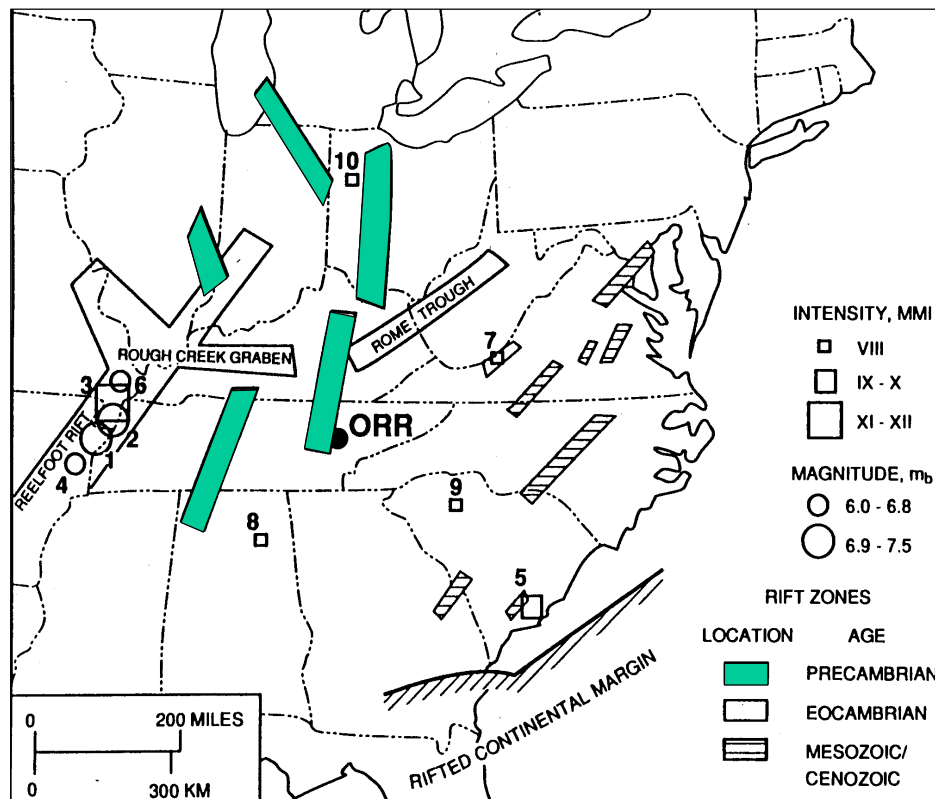 10
ROUGH CREEK GRABEN
ROME TROUGH
7
3
6
ORR
REELFOOT RIFT
2
1
4
9
8
5
RIFTED CONTINENTAL MARGIN
INTENSITY, MMI
VIII
IX - X
XI - XII
MAGNITUDE, mb
6.0 - 6.8
6.9 - 7.5
RIFT ZONES
LOCATION AGE
PRECAMBRIAN
EOCAMBRIAN
MESOZOIC/
CENOZOIC
0 200 MILES
0 300 KM